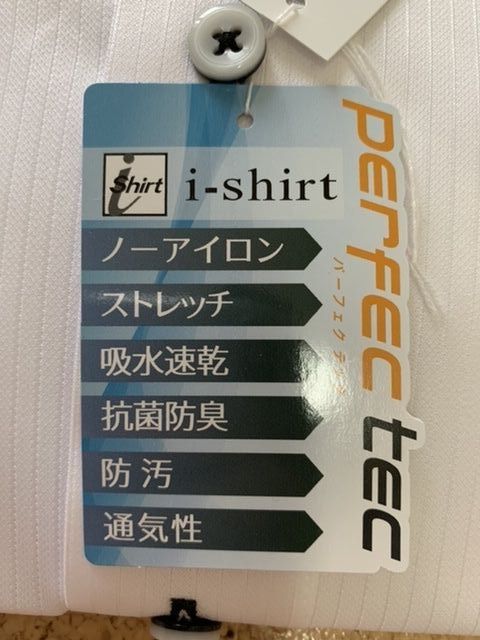 i
Shirt
i-shirt
ノーアイロン
ストレッチ
吸水速乾
抗菌防臭
防汚
通気性
perfec tec
パーフェクテック